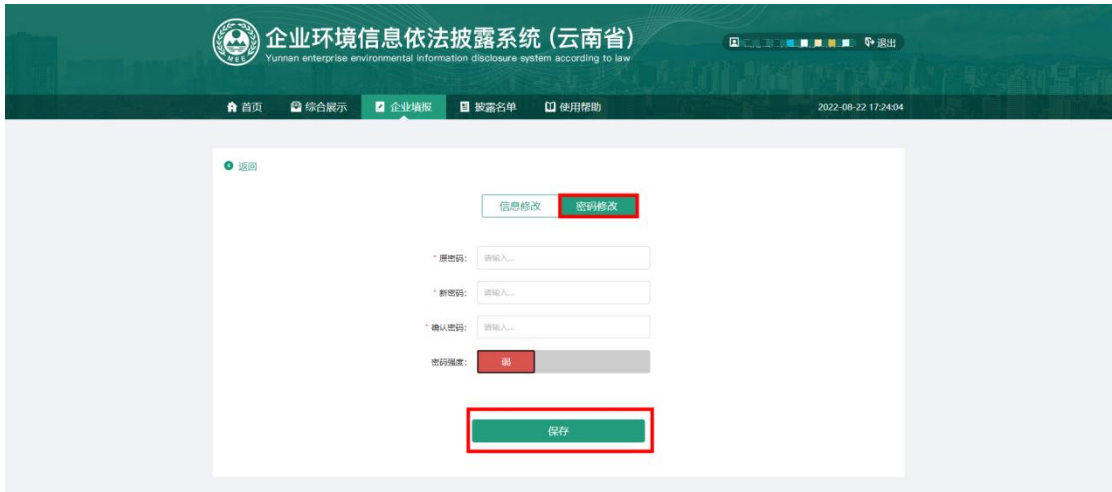 企业环境信息依法披露系统 (云南省)
Yunnan enterprise environmental information disclosure system according to law
MEE
退出
首页 综合展示 企业填报 披露名单 使用帮助 2022-08-22 17:24:04
返回
信息修改 密码修改
* 原密码: 请输入...
* 新密码: 请输入...
* 确认密码: 请输入...
密码强度: 弱
保存